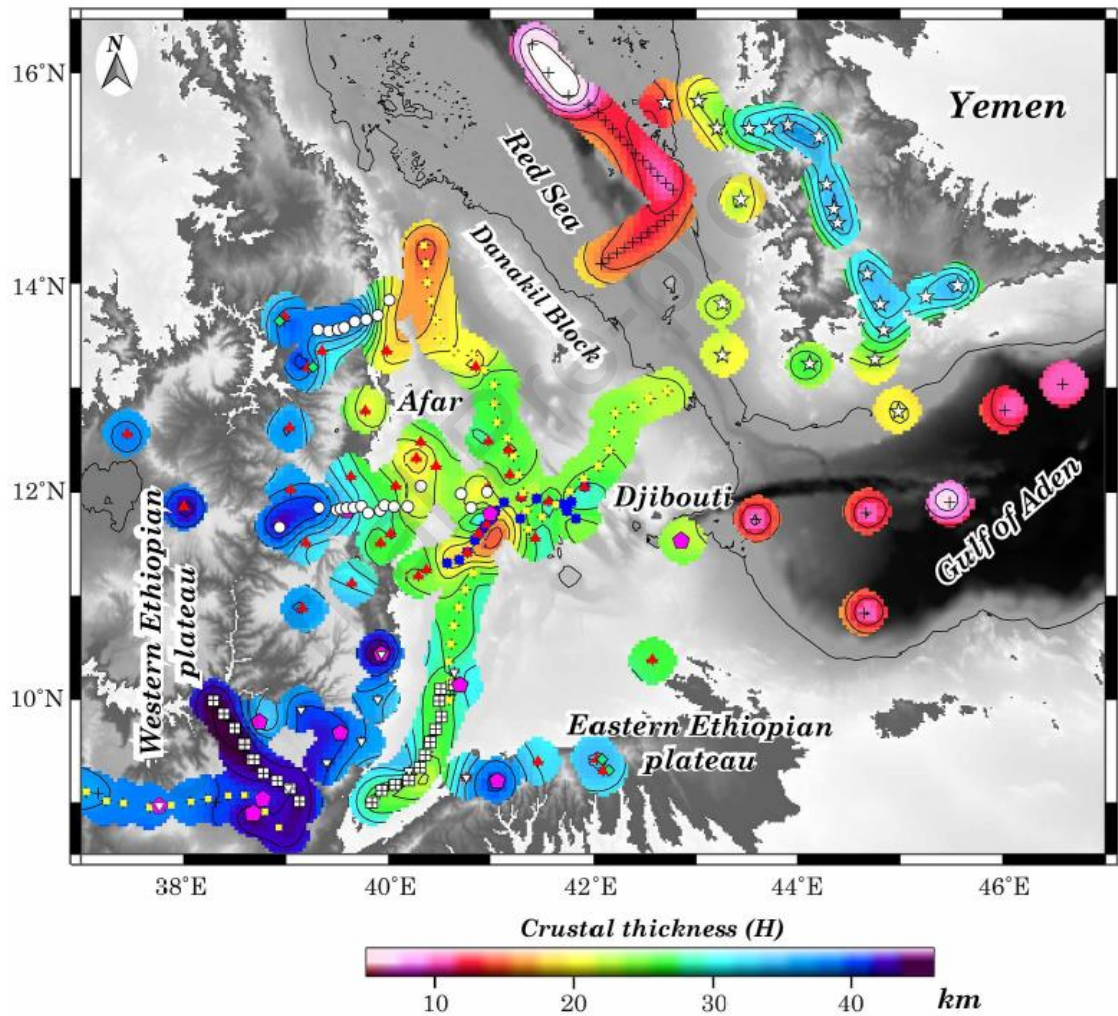 N
16°N
14°N
12°N
10°N
Yemen
Red Sea
Danakil Block
Afar
Djibouti
Gulf of Aden
Western Ethiopian
plateau
Eastern Ethiopian
plateau
38°E
40°E
42°E
44°E
46°E
Crustal thickness (H)
10
20
30
40
km